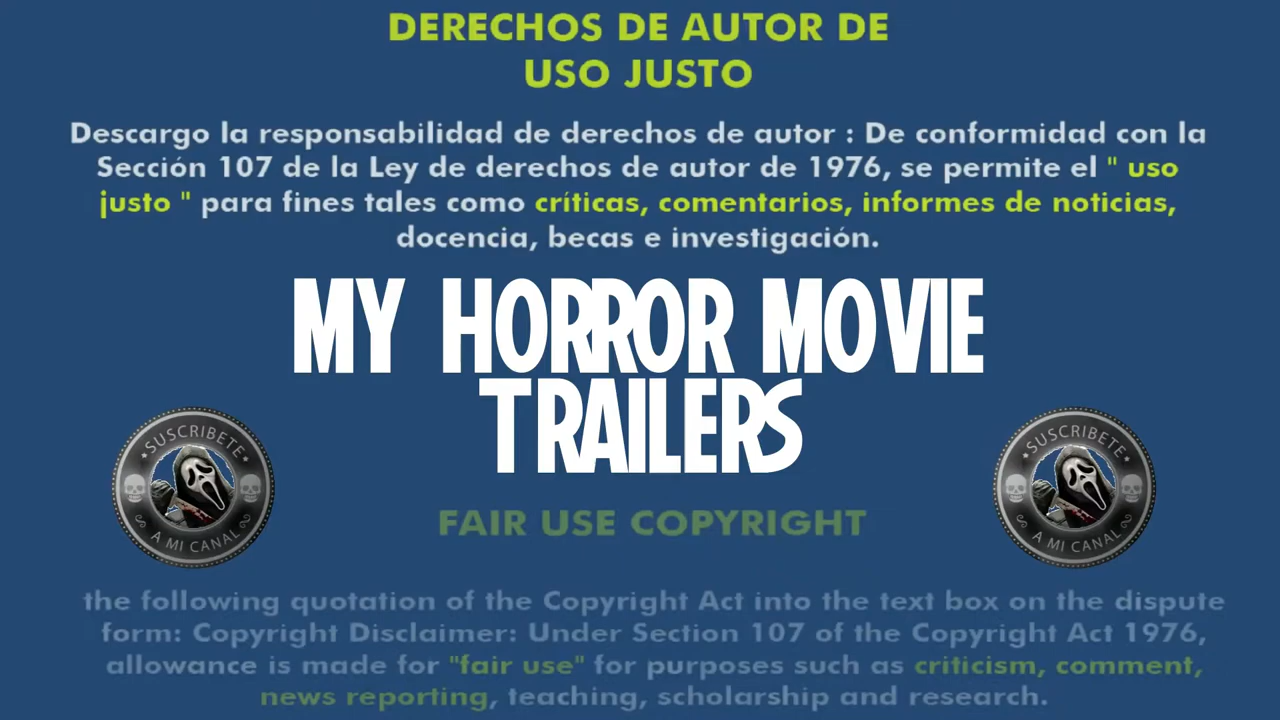 DERECHOS DE AUTOR DE
USO JUSTO
Descargo la responsabilidad de derechos de autor : De conformidad con la
Sección 107 de la Ley de derechos de autor de 1976, se permite el " uso
justo " para fines tales como críticas, comentarios, informes de noticias,
docencia, becas e investigación.
MY HORROR MOVIE
TRAILERS
SUSCRIBETE
A MI CANAL
SUSCRIBETE
A MI CANAL
FAIR USE COPYRIGHT
the following quotation of the Copyright Act into the text box on the dispute
form: Copyright Disclaimer: Under Section 107 of the Copyright Act 1976,
allowance is made for "fair use" for purposes such as criticism, comment,
news reporting, teaching, scholarship and research.